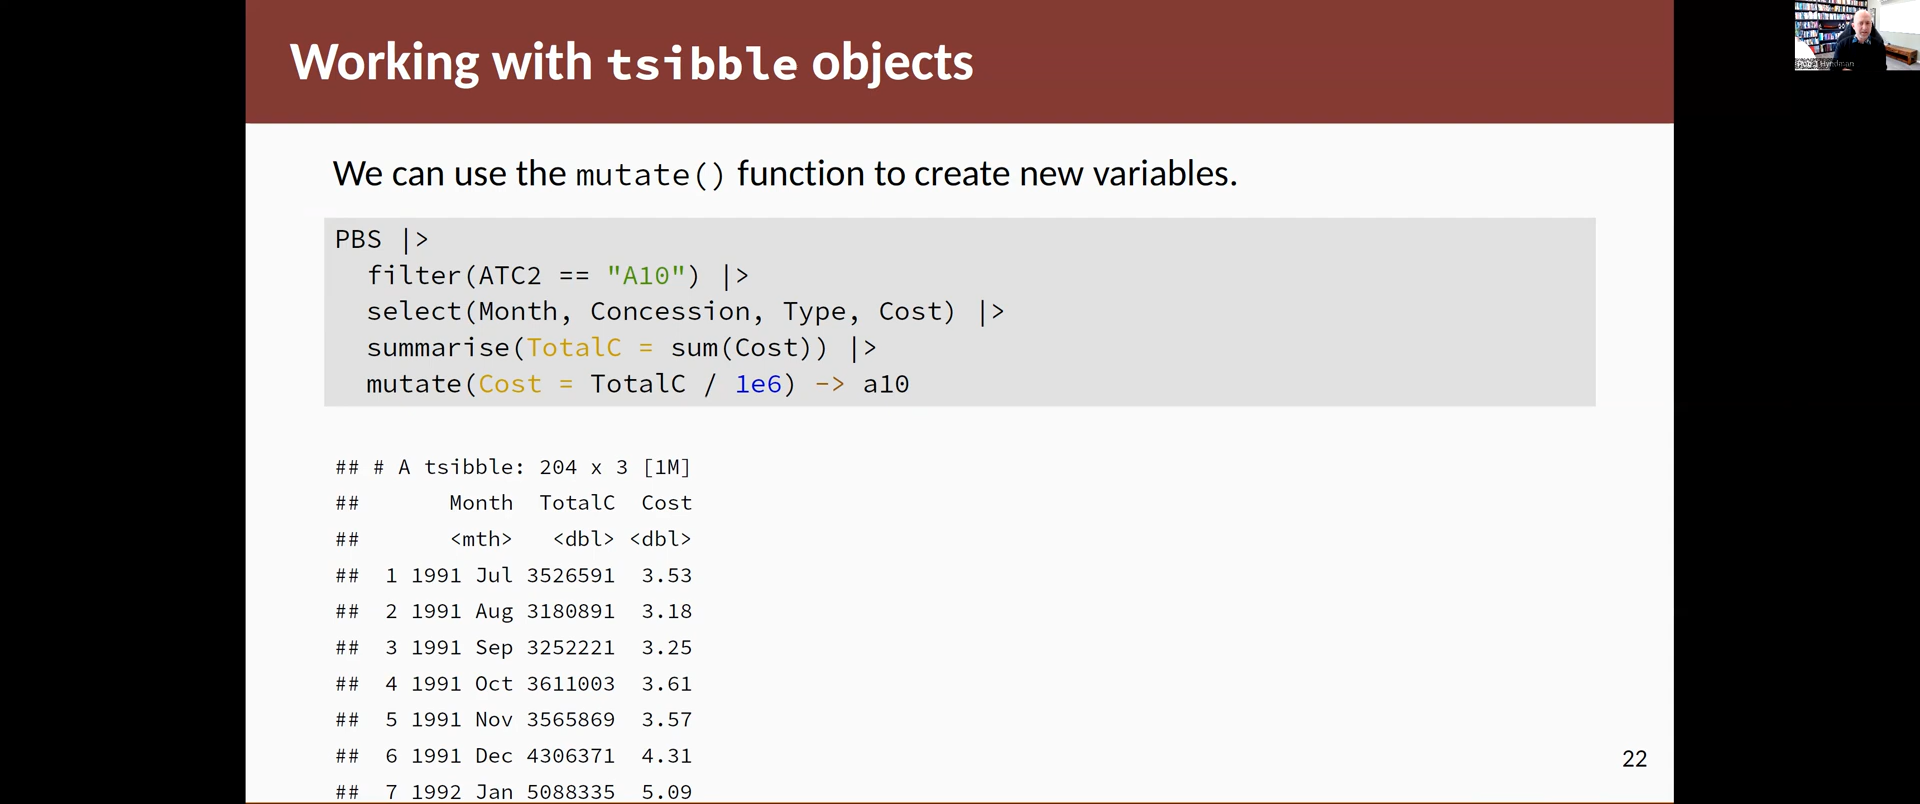 Working with tsibble objects
We can use the mutate() function to create new variables.
PBS |>
  filter(ATC2 == "A10") |>
  select(Month, Concession, Type, Cost) |>
  summarise(TotalC = sum(Cost)) |>
  mutate(Cost = TotalC / 1e6) -> a10
## # A tsibble: 204 x 3 [1M]
##       Month  TotalC  Cost
##       <mth>   <dbl> <dbl>
##  1 1991 Jul 3526591  3.53
##  2 1991 Aug 3180891  3.18
##  3 1991 Sep 3252221  3.25
##  4 1991 Oct 3611003  3.61
##  5 1991 Nov 3565869  3.57
##  6 1991 Dec 4306371  4.31
##  7 1992 Jan 5088335  5.09
22
Hyndman